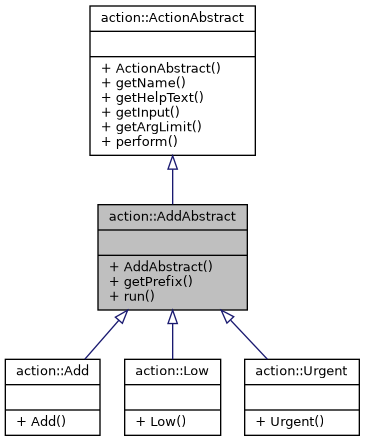 action::ActionAbstract
+ ActionAbstract()
+ getName()
+ getHelpText()
+ getInput()
+ getArgLimit()
+ perform()
action::AddAbstract
+ AddAbstract()
+ getPrefix()
+ run()
action::Add
+ Add()
action::Low
+ Low()
action::Urgent
+ Urgent()